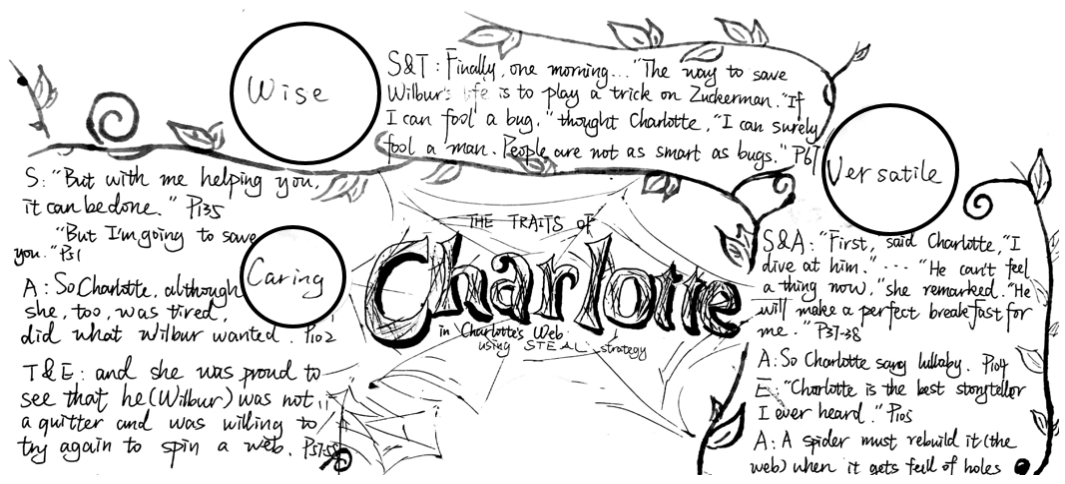 Wise
S&T: Finally, one morning... "The way to save
Wilbur's life is to play a trick on Zuckerman. "If
I can fool a bug," thought Charlotte, "I can surely
fool a man. People are not as smart as bugs." P67
S: "But with me helping you,
it can be done." P135
"But I'm going to save
you." P51
Caring
A: So Charlotte, although
she, too, was tired,
did what Wilbur wanted. P102
T&E: and she was proud to
see that he (Wilbur) was not
a quitter and was willing to
try again to spin a web. P57-58
THE TRAITS OF
Charlotte
in Charlotte's Web
using STEAL strategy
Versatile
S&A: "First, said Charlotte, "I
dive at him." ... "He can't feel
a thing now," she remarked. "He
will make a perfect breakfast for
me." P37-38
A: So Charlotte sang lullaby. P104
E: "Charlotte is the best storyteller
I ever heard." P105
A: A spider must rebuild it (the
web) when it gets full of holes